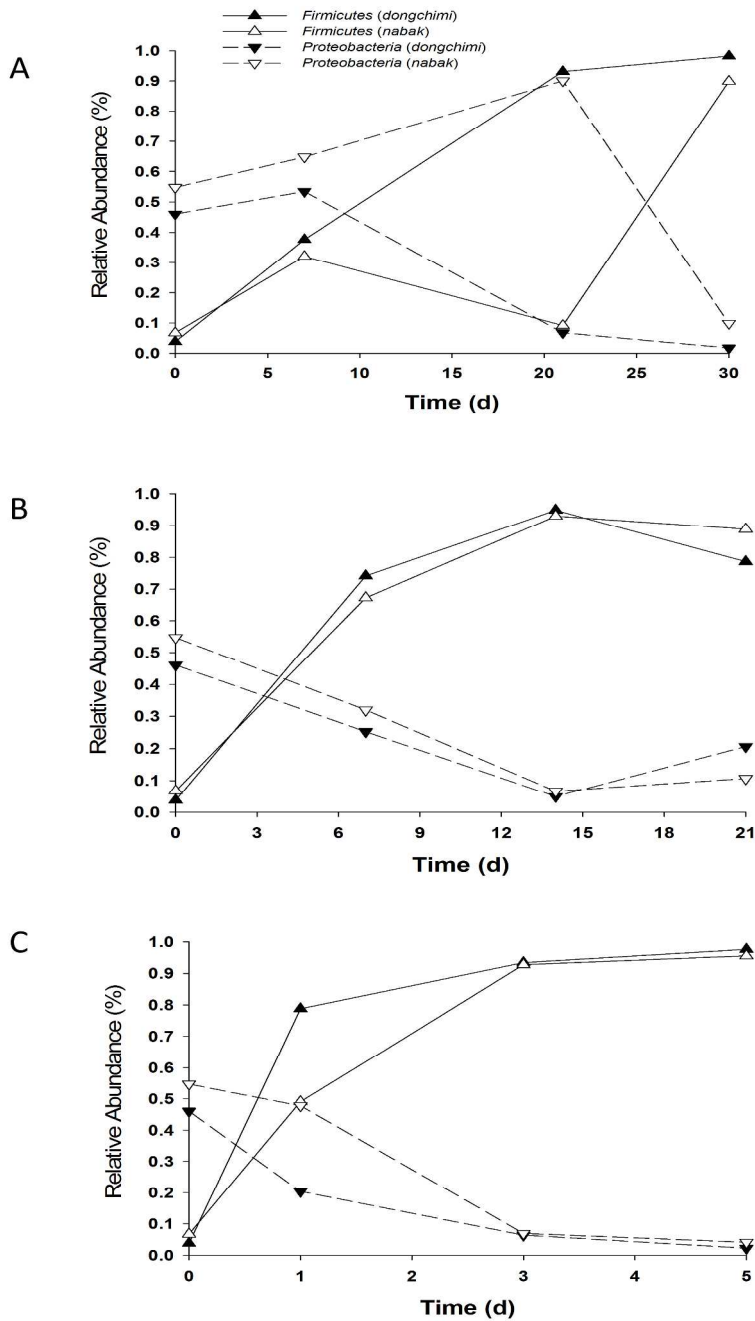 Firmicutes (dongchimi)
Firmicutes (nabak)
Proteobacteria (dongchimi)
Proteobacteria (nabak)
A
Relative Abundance (%)
1.0
0.9
0.8
0.7
0.6
0.5
0.4
0.3
0.2
0.1
0.0
0 5 10 15 20 25 30
Time (d)
B
Relative Abundance (%)
1.0
0.9
0.8
0.7
0.6
0.5
0.4
0.3
0.2
0.1
0.0
0 3 6 9 12 14 16 18 21
Time (d)
C
Relative Abundance (%)
1.0
0.9
0.8
0.7
0.6
0.5
0.4
0.3
0.2
0.1
0.0
0 1 2 3 4 5
Time (d)